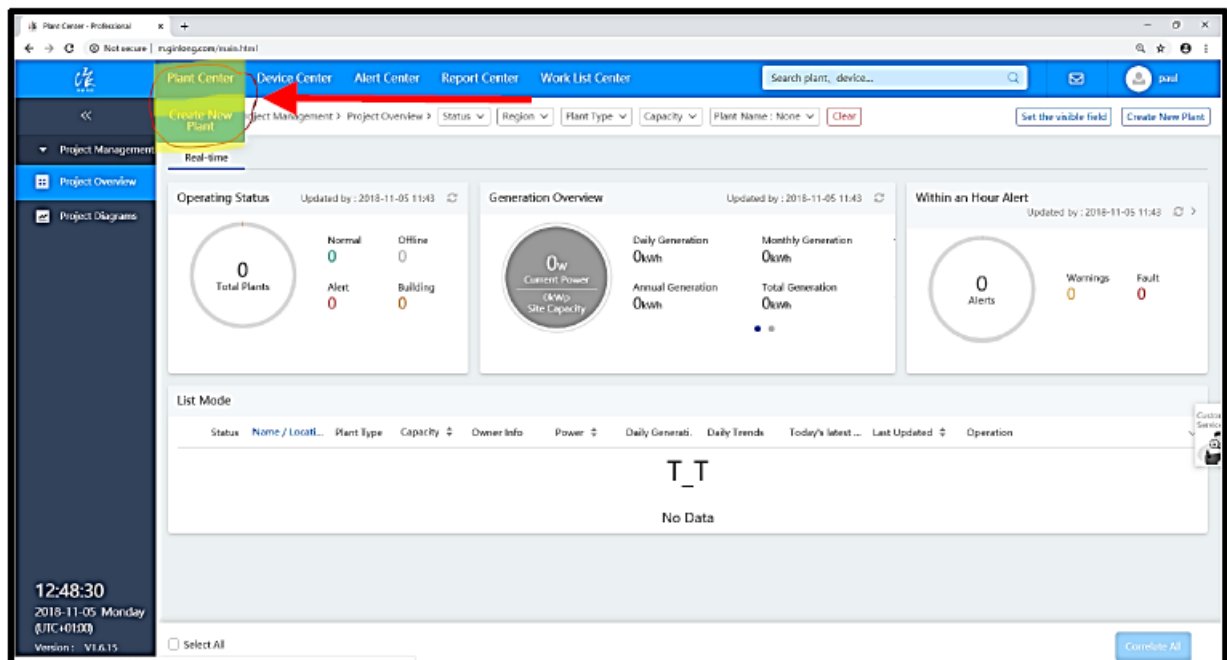 Plant Center - Professional
Not secure | m.ginlong.com/main.html
Plant Center Device Center Alert Center Report Center Work List Center Search plant, device... paul
Create New Plant
Project Management > Project Overview > Status Region Plant Type Capacity Plant Name : None Clear Set the visible field Create New Plant
Project Management
Project Overview
Project Diagrams
Real-time
Operating Status Updated by : 2018-11-05 11:43
0
Total Plants
Normal Offline
0 0
Alert Building
0 0
Generation Overview Updated by : 2018-11-05 11:43
0w
Current Power
0kWp
Site Capacity
Daily Generation Monthly Generation
0kWh 0kWh
Annual Generation Total Generation
0kWh 0kWh
Within an Hour Alert
Updated by : 2018-11-05 11:43
0
Alerts
Warnings Fault
0 0
List Mode
Status Name / Locati... Plant Type Capacity Owner Info Power Daily Generati. Daily Trends Today's latest ... Last Updated Operation
T_T
No Data
12:48:30
2018-11-05 Monday
(UTC+01:00)
Version : V1.6.15
Select All
Correlate All